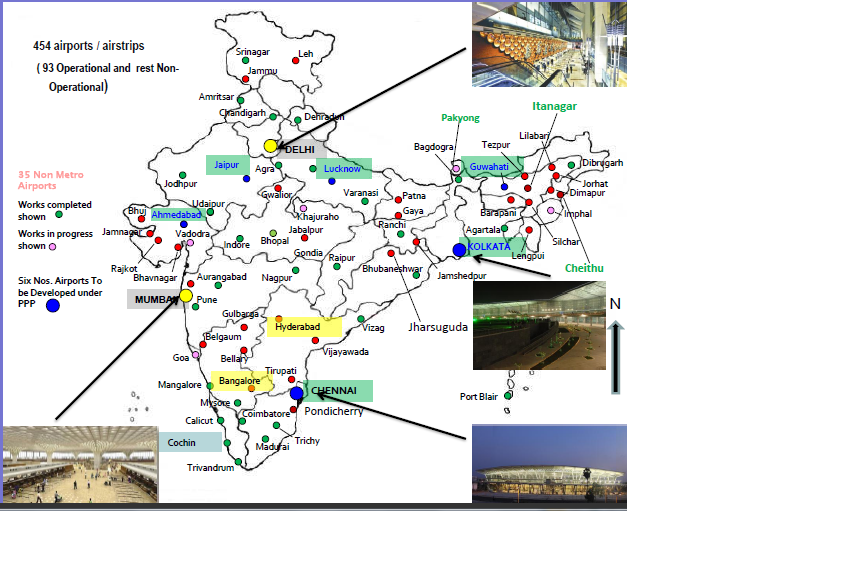 454 airports / airstrips
( 93 Operational and rest Non-
Operational)
35 Non Metro
Airports
Works completed
shown
Works in progress
shown
Six Nos. Airports To
be Developed under
PPP
Srinagar
Leh
Jammu
Amritsar
Chandigarh
Dehradun
DELHI
Jaipur
Agra
Lucknow
Jodhpur
Gwalior
Varanasi
Patna
Gaya
Ranchi
Udaipur
Khajuraho
Bhuj
Ahmedabad
Jamnagar
Vadodra
Indore
Bhopal
Jabalpur
Gondia
Raipur
Rajkot
Bhavnagar
Aurangabad
Nagpur
Bhubaneshwar
Jamshedpur
MUMBAI
Pune
Gulbarga
Hyderabad
Vizag
Jharsuguda
Belgaum
Goa
Bellary
Vijayawada
Tirupati
Mangalore
Bangalore
CHENNAI
Mysore
Coimbatore
Pondicherry
Calicut
Cochin
Trichy
Madurai
Trivandrum
Port Blair
Pakyong
Itanagar
Bagdogra
Tezpur
Lilabari
Guwahati
Dibrugarh
Jorhat
Dimapur
Barapani
Imphal
Agartala
KOLKATA
Silchar
Lengpui
Cheithu
N